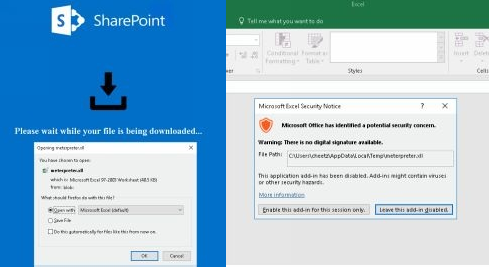 SharePoint
Please wait while your file is being downloaded...
Opening meterpreter.xll
You have chosen to open:
meterpreter.xll
which is: Microsoft Excel 97-2003 Worksheet (48.5 KB)
from: blob:
What should Firefox do with this file?
Open with Microsoft Excel (default)
Save File
Do this automatically for files like this from now on.
OK Cancel
Excel
Tell me what you want to do
Conditional Format as
Formatting Table
Insert Delete
Styles
Cells
Microsoft Excel Security Notice ? ×
Microsoft Office has identified a potential security concern.
Warning: There is no digital signature available.
File Path: C:\Users\cheetz\AppData\Local\Temp\meterpreter.xll
This application add-in has been disabled. Add-ins might contain viruses
or other security hazards.
More information
Enable this add-in for this session only. Leave this add-in disabled.